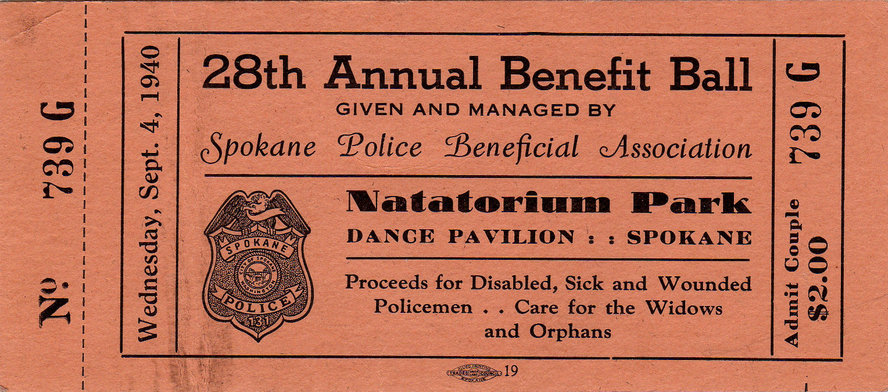 Nº 739 G
Wednesday, Sept. 4, 1940
28th Annual Benefit Ball
GIVEN AND MANAGED BY
Spokane Police Beneficial Association
Natatorium Park
DANCE PAVILION : : SPOKANE
Proceeds for Disabled, Sick and Wounded
Policemen . . Care for the Widows
and Orphans
SPOKANE
POLICE
131
739 G
Admit Couple
$2.00
19